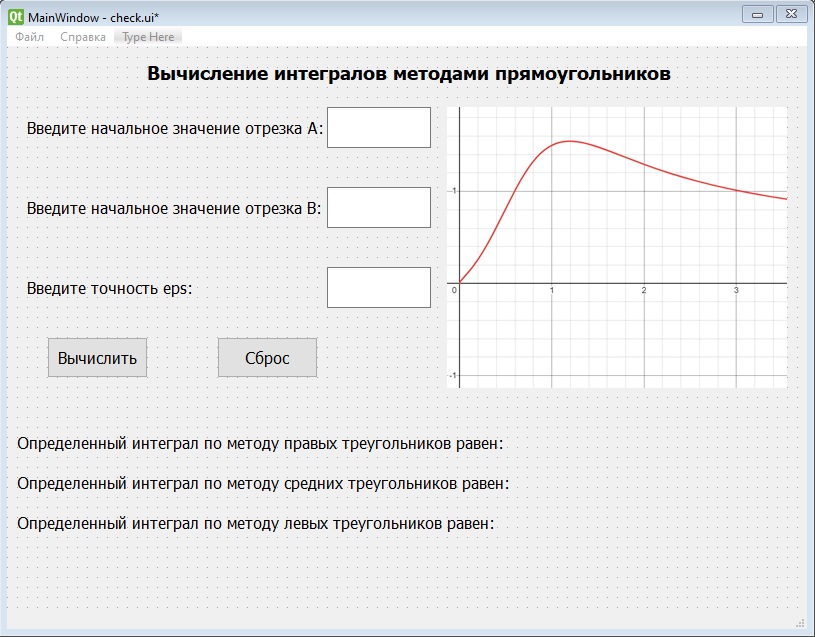 MainWindow - check.ui*
Файл Справка Type Here
Вычисление интегралов методами прямоугольников
Введите начальное значение отрезка A:
Введите начальное значение отрезка B:
Введите точность eps:
Вычислить Сброс
1
0 1 2 3
-1
Определенный интеграл по методу правых треугольников равен:
Определенный интеграл по методу средних треугольников равен:
Определенный интеграл по методу левых треугольников равен: